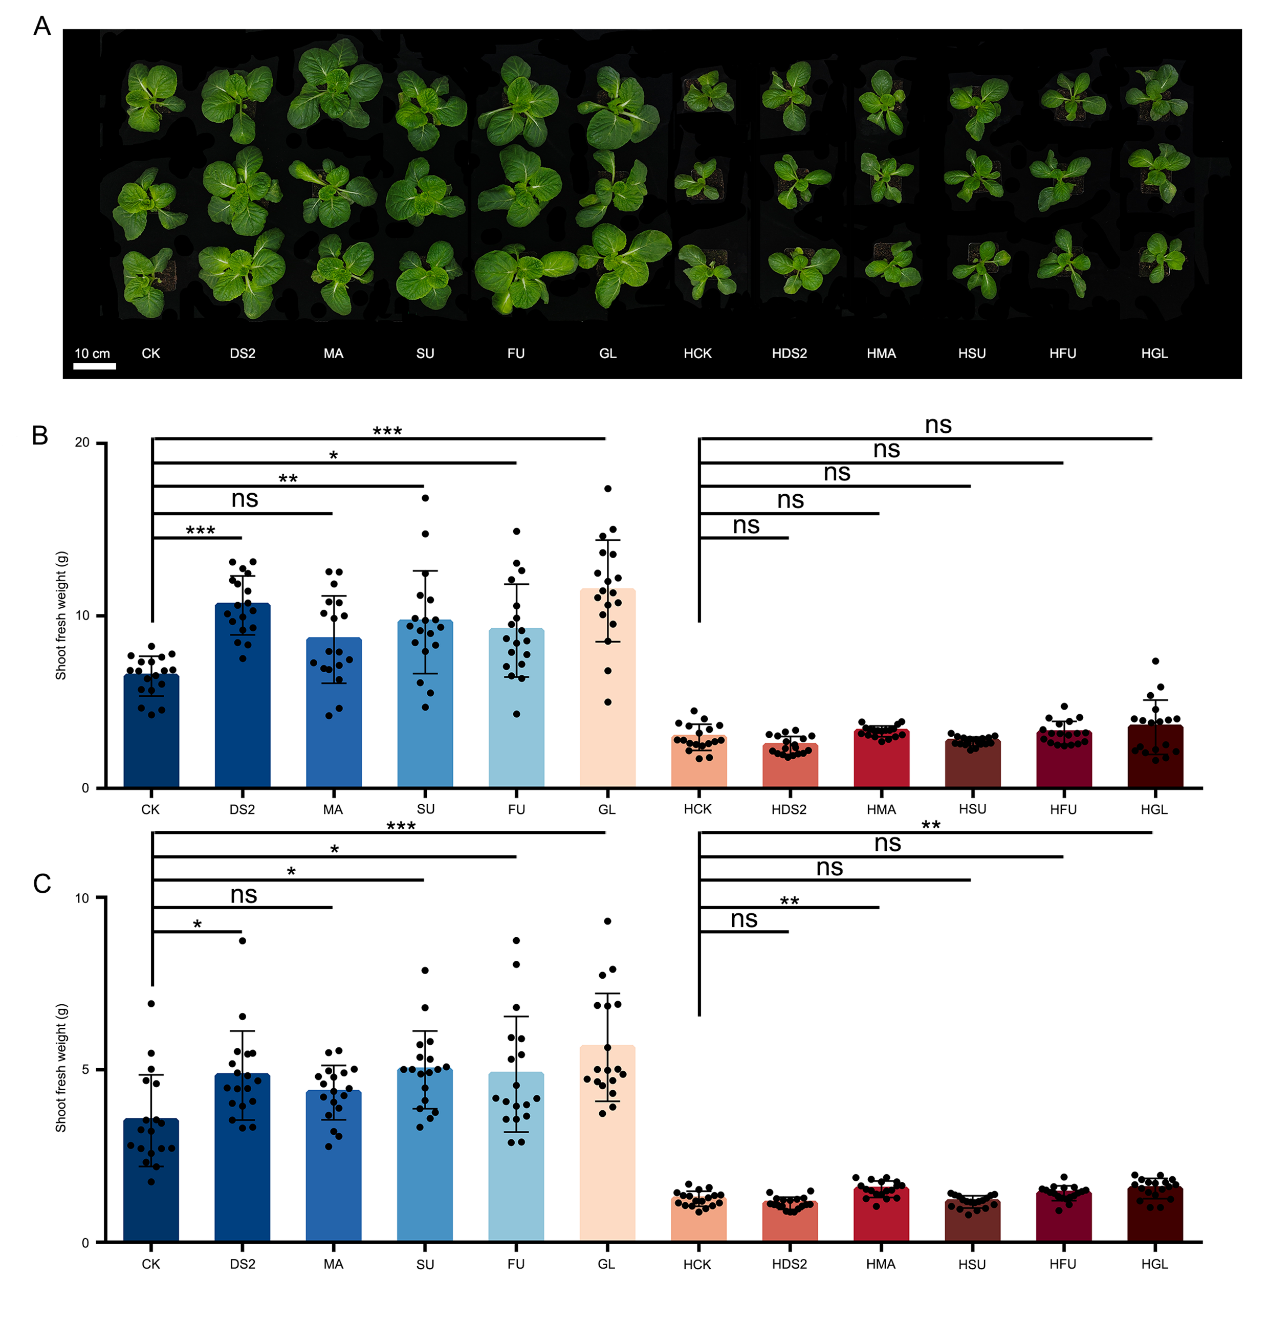 A
10 cm CK DS2 MA SU FU GL HCK HDS2 HMA HSU HFU HGL
B
Shoot fresh weight (g)
20
10
0
***
*
**
ns
***
ns
ns
ns
ns
ns
CK DS2 MA SU FU GL HCK HDS2 HMA HSU HFU HGL
C
Shoot fresh weight (g)
10
5
0
***
*
*
ns
*
**
ns
ns
**
ns
CK DS2 MA SU FU GL HCK HDS2 HMA HSU HFU HGL